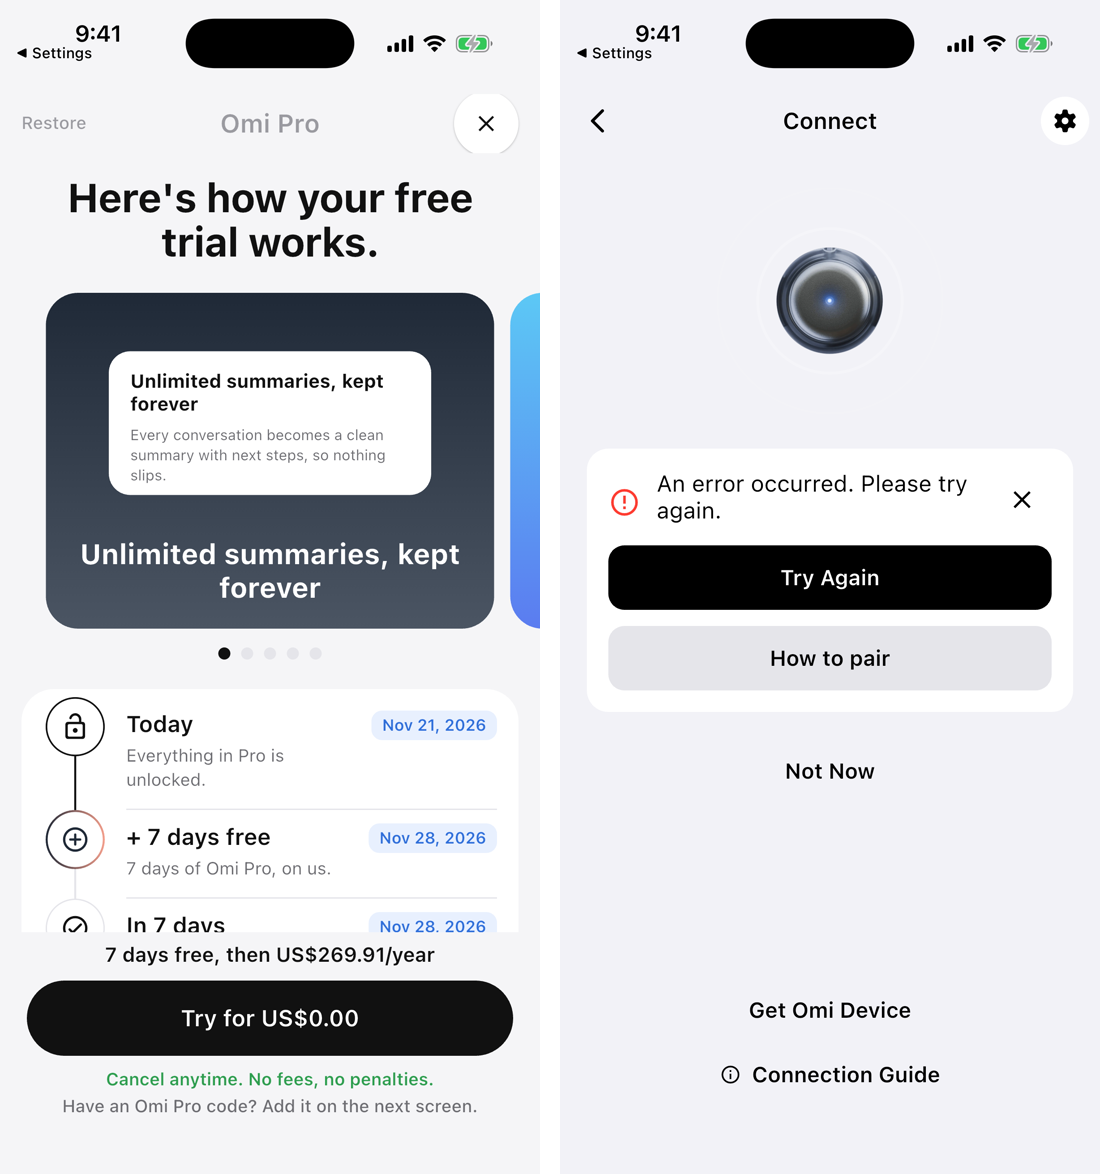 9:41
◀ Settings
Restore
Omi Pro
Here's how your free
trial works.
Unlimited summaries, kept
forever
Every conversation becomes a clean
summary with next steps, so nothing
slips.
Unlimited summaries, kept
forever
Today
Nov 21, 2026
Everything in Pro is
unlocked.
+ 7 days free
Nov 28, 2026
7 days of Omi Pro, on us.
In 7 days
Nov 28, 2026
7 days free, then US$269.91/year
Try for US$0.00
Cancel anytime. No fees, no penalties.
Have an Omi Pro code? Add it on the next screen.
9:41
◀ Settings
Connect
An error occurred. Please try
again.
Try Again
How to pair
Not Now
Get Omi Device
Connection Guide